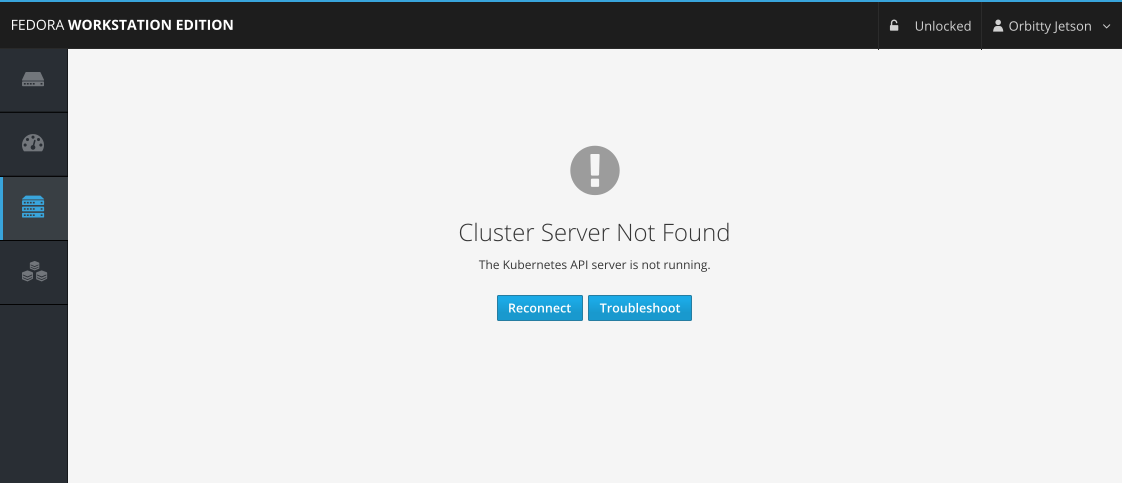 FEDORA WORKSTATION EDITION
Unlocked
Orbitty Jetson
Cluster Server Not Found
The Kubernetes API server is not running.
Reconnect
Troubleshoot